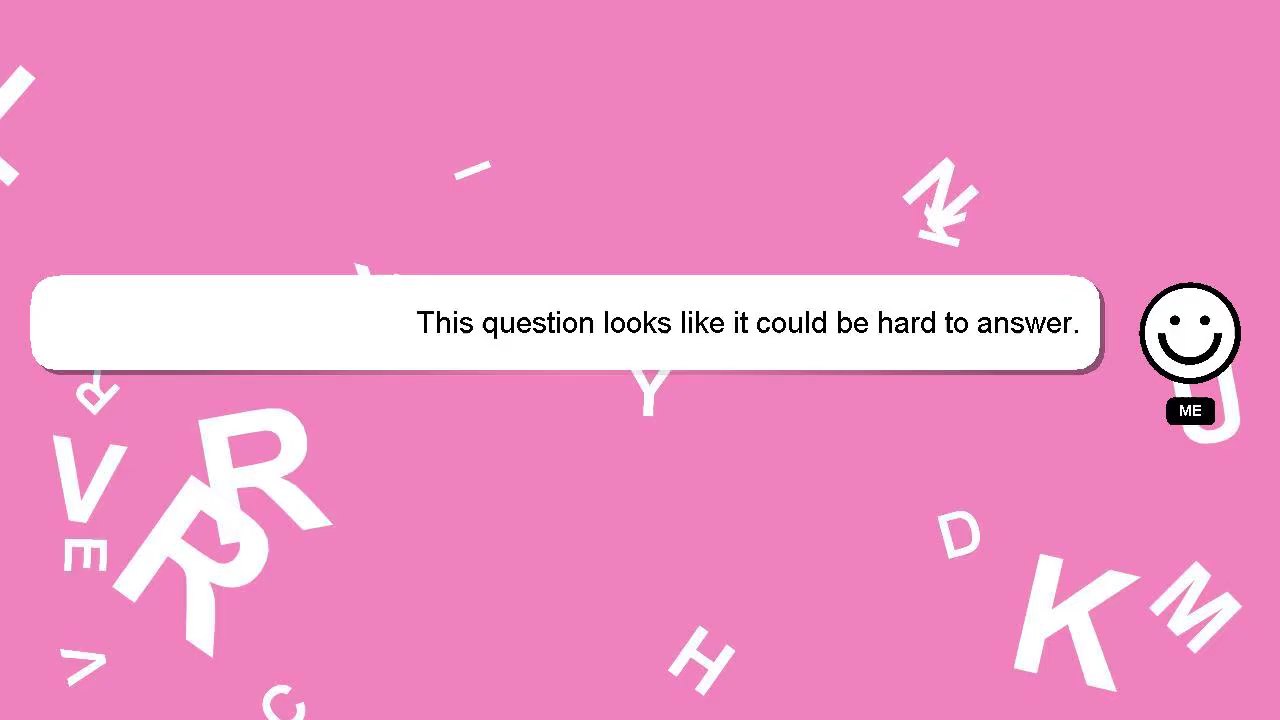 I
N
K
This question looks like it could be hard to answer.
ME
R
Y
U
V
R
R
E
D
K
M
H
V
C